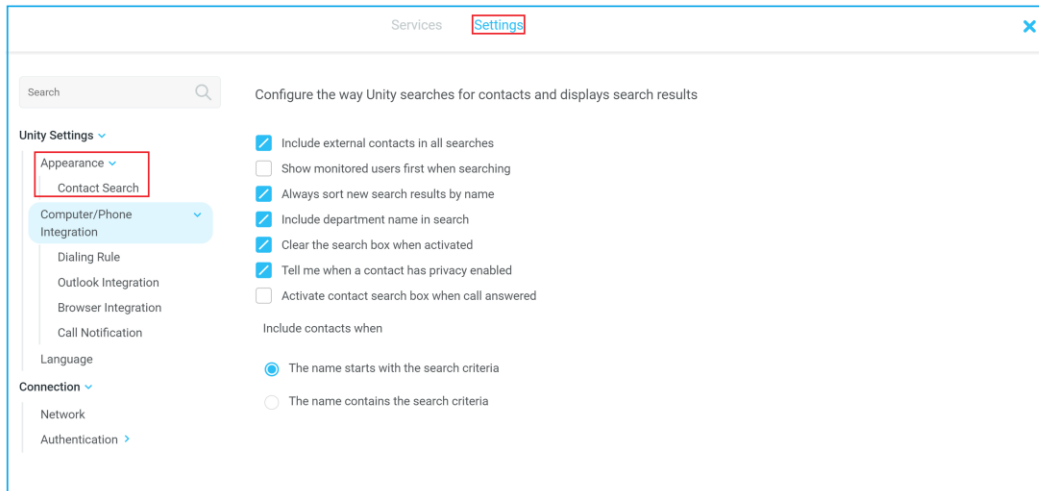 Services
Settings
Search
Unity Settings
Appearance
Contact Search
Computer/Phone
Integration
Dialing Rule
Outlook Integration
Browser Integration
Call Notification
Language
Connection
Network
Authentication
Configure the way Unity searches for contacts and displays search results
Include external contacts in all searches
Show monitored users first when searching
Always sort new search results by name
Include department name in search
Clear the search box when activated
Tell me when a contact has privacy enabled
Activate contact search box when call answered
Include contacts when
The name starts with the search criteria
The name contains the search criteria